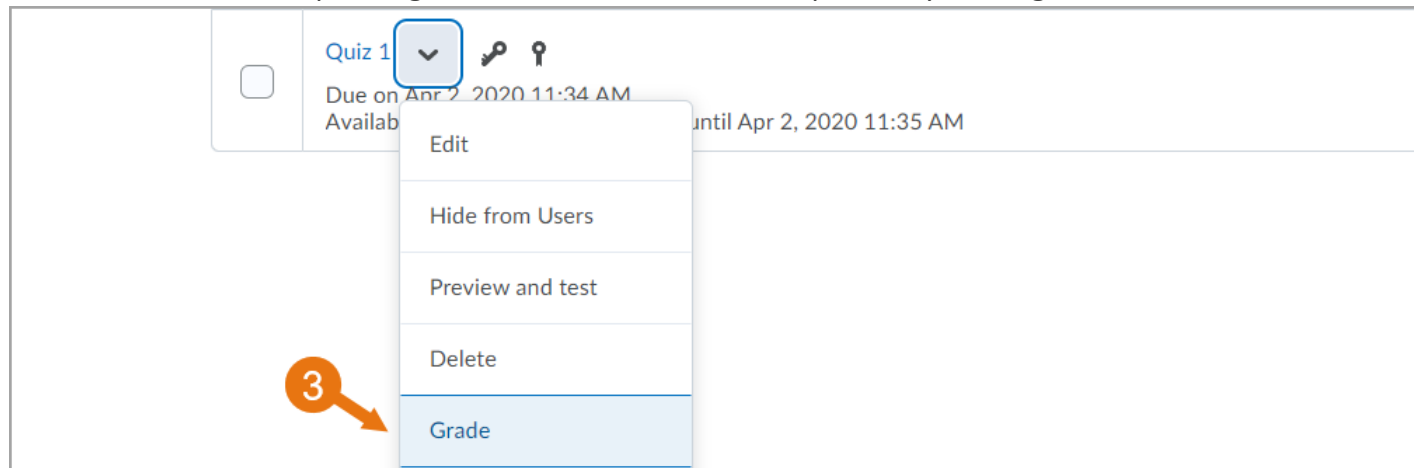 Quiz 1
Due on Apr 2, 2020 11:34 AM
Availab until Apr 2, 2020 11:35 AM
Edit
Hide from Users
Preview and test
Delete
3
Grade